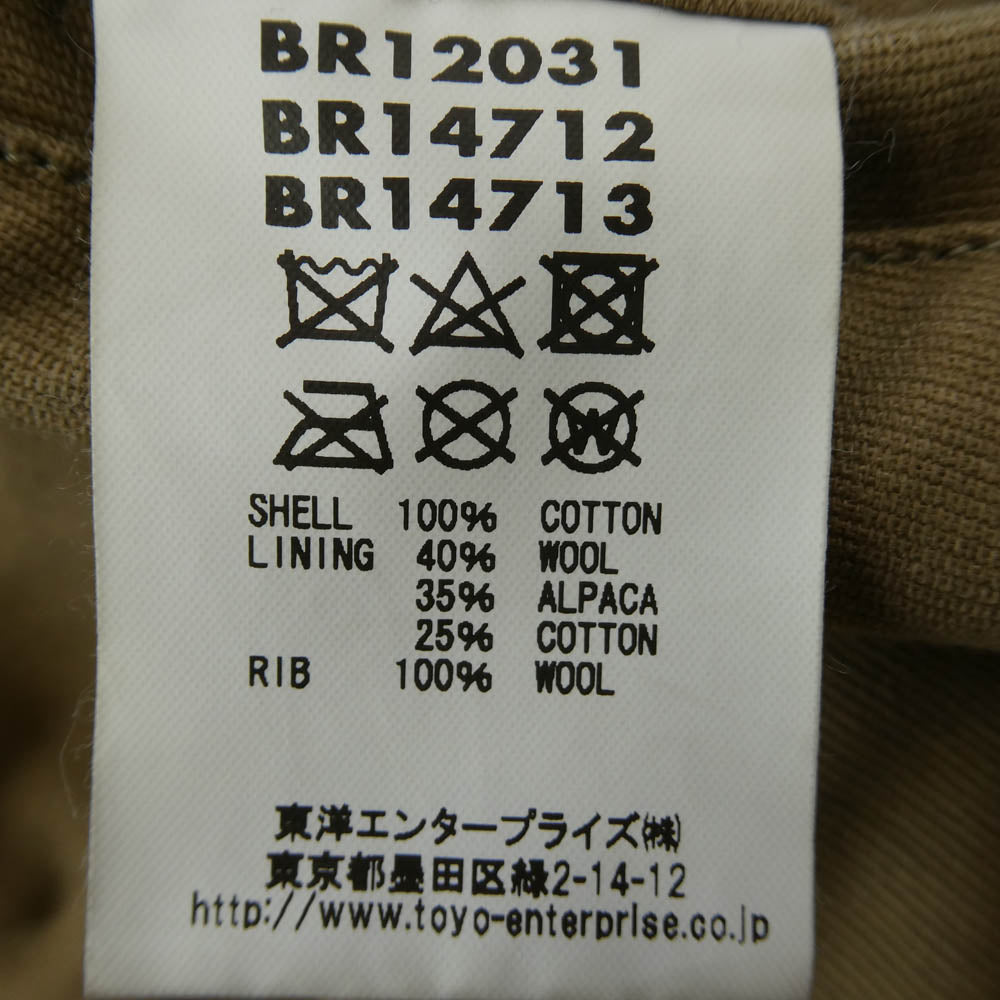 BR12031
BR14712
BR14713
W
SHELL 100% COTTON
LINING 40% WOOL
35% ALPACA
25% COTTON
RIB 100% WOOL
東洋エンタープライズ㈱
東京都墨田区緑2-14-12
http://www.toyo-enterprise.co.jp